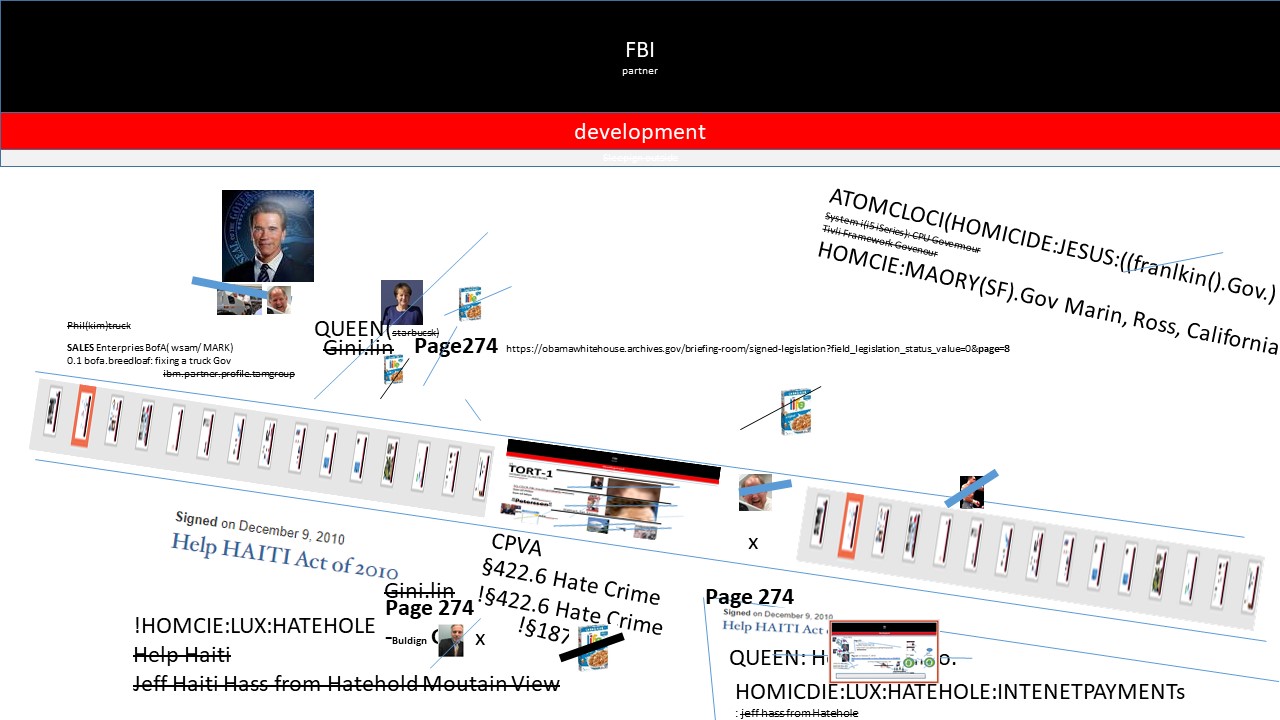 FBI
partner
development
ATOMCLOCI(HOMICIDE:JESUS:((franlkin().Gov.)
System i(i5 iSeries): CPU Governour
Tivli Framework Govenour
HOMCIE:MAORY(SF).Gov Marin, Ross, California
Phil(kim)truck
QUEEN(starbucsk)
SALES Enterpries BofA( wsam/ MARK)
Gini.lin
Page274 https://obamawhitehouse.archives.gov/briefing-room/signed-legislation?field_legislation_status_value=0&page=8
0.1 bofa.breedloaf: fixing a truck Gov
ibm.partner.profile.tamgroup
life
life
life
TORT-1
x
Signed on December 9, 2010
Help HAITI Act of 2010
CPVA
§422.6 Hate Crime
!§422.6 Hate Crime
!§187
life
Gini.lin
Page 274
-Buldign
x
!HOMCIE:LUX:HATEHOLE
Help Haiti
Jeff Haiti Hass from Hatehold Moutain View
Page 274
Signed on December 9, 2010
Help HAITI Act
QUEEN: H o.
HOMICDIE:LUX:HATEHOLE:INTENETPAYMENTs
: jeff hass from Hatehole